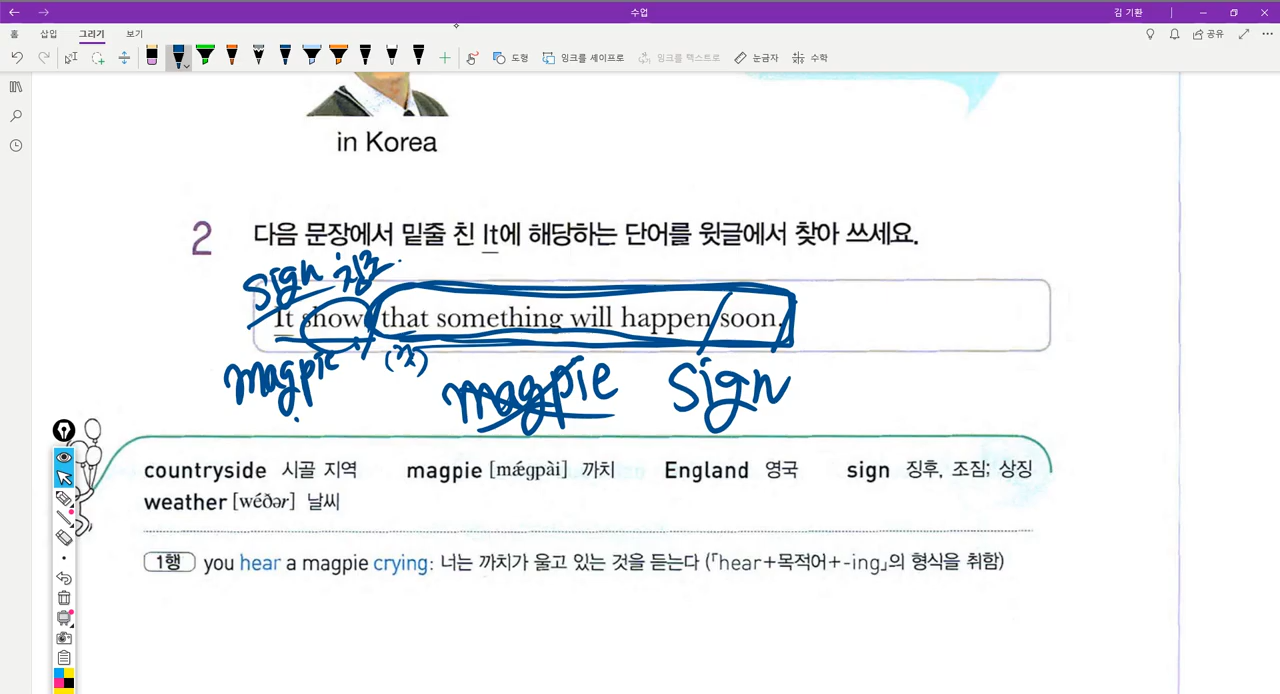 수업
김 기환
홈 삽입 그리기 보기
공유
도형 잉크를 셰이프로 잉크를 텍스트로 눈금자 수학
in Korea
2 다음 문장에서 밑줄 친 It에 해당하는 단어를 윗글에서 찾아 쓰세요.
sign 징조
It shows that something will happen soon.
magpie magpie sign
countryside 시골 지역 magpie [mǽgpài] 까치 England 영국 sign 징후, 조짐; 상징
weather [wéðər] 날씨
1행 you hear a magpie crying: 너는 까치가 울고 있는 것을 듣는다 (「hear+목적어+-ing」의 형식을 취함)